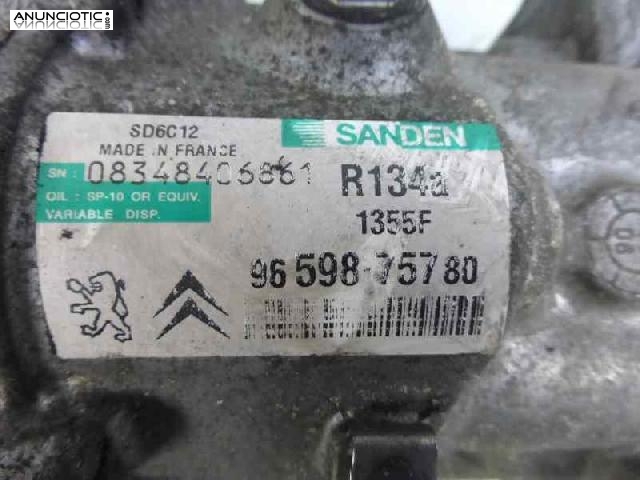 ANUNCIOTIC
SD6C12
MADE IN FRANCE
SANDEN
SN : 08348406661
R134a
OIL : SP-10 OR EQUIV.
VARIABLE DISP.
1355F
96 598 757 80